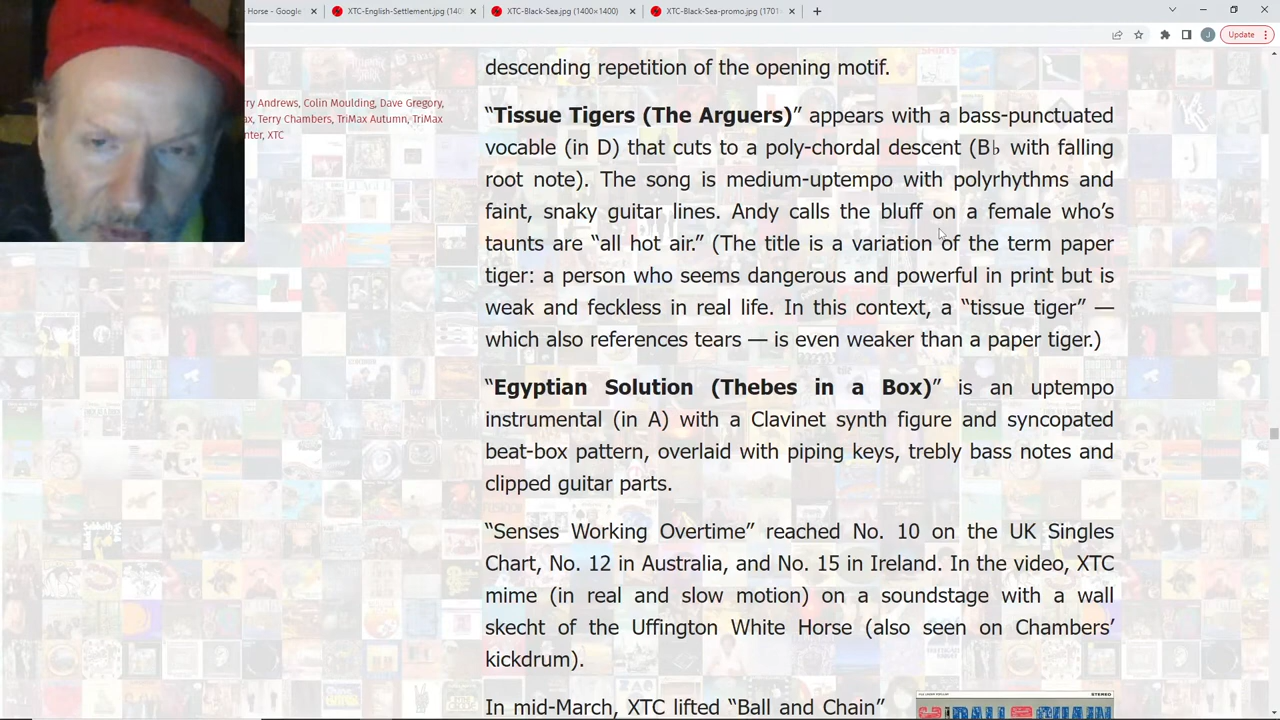 Horse - Google
XTC-English-Settlement.jpg (140
XTC-Black-Sea.jpg (1400×1400)
XTC-Black-Sea-promo.jpg (1701
J
Update
descending repetition of the opening motif.
ry Andrews, Colin Moulding, Dave Gregory,
ax, Terry Chambers, TriMax Autumn, TriMax
nter, XTC
“Tissue Tigers (The Arguers)” appears with a bass-punctuated
vocable (in D) that cuts to a poly-chordal descent (B♭ with falling
root note). The song is medium-uptempo with polyrhythms and
faint, snaky guitar lines. Andy calls the bluff on a female who’s
taunts are “all hot air.” (The title is a variation of the term paper
tiger: a person who seems dangerous and powerful in print but is
weak and feckless in real life. In this context, a “tissue tiger” —
which also references tears — is even weaker than a paper tiger.)
“Egyptian Solution (Thebes in a Box)” is an uptempo
instrumental (in A) with a Clavinet synth figure and syncopated
beat-box pattern, overlaid with piping keys, trebly bass notes and
clipped guitar parts.
“Senses Working Overtime” reached No. 10 on the UK Singles
Chart, No. 12 in Australia, and No. 15 in Ireland. In the video, XTC
mime (in real and slow motion) on a soundstage with a wall
skecht of the Uffington White Horse (also seen on Chambers’
kickdrum).
In mid-March, XTC lifted “Ball and Chain”
STEREO
BALL CHAIN